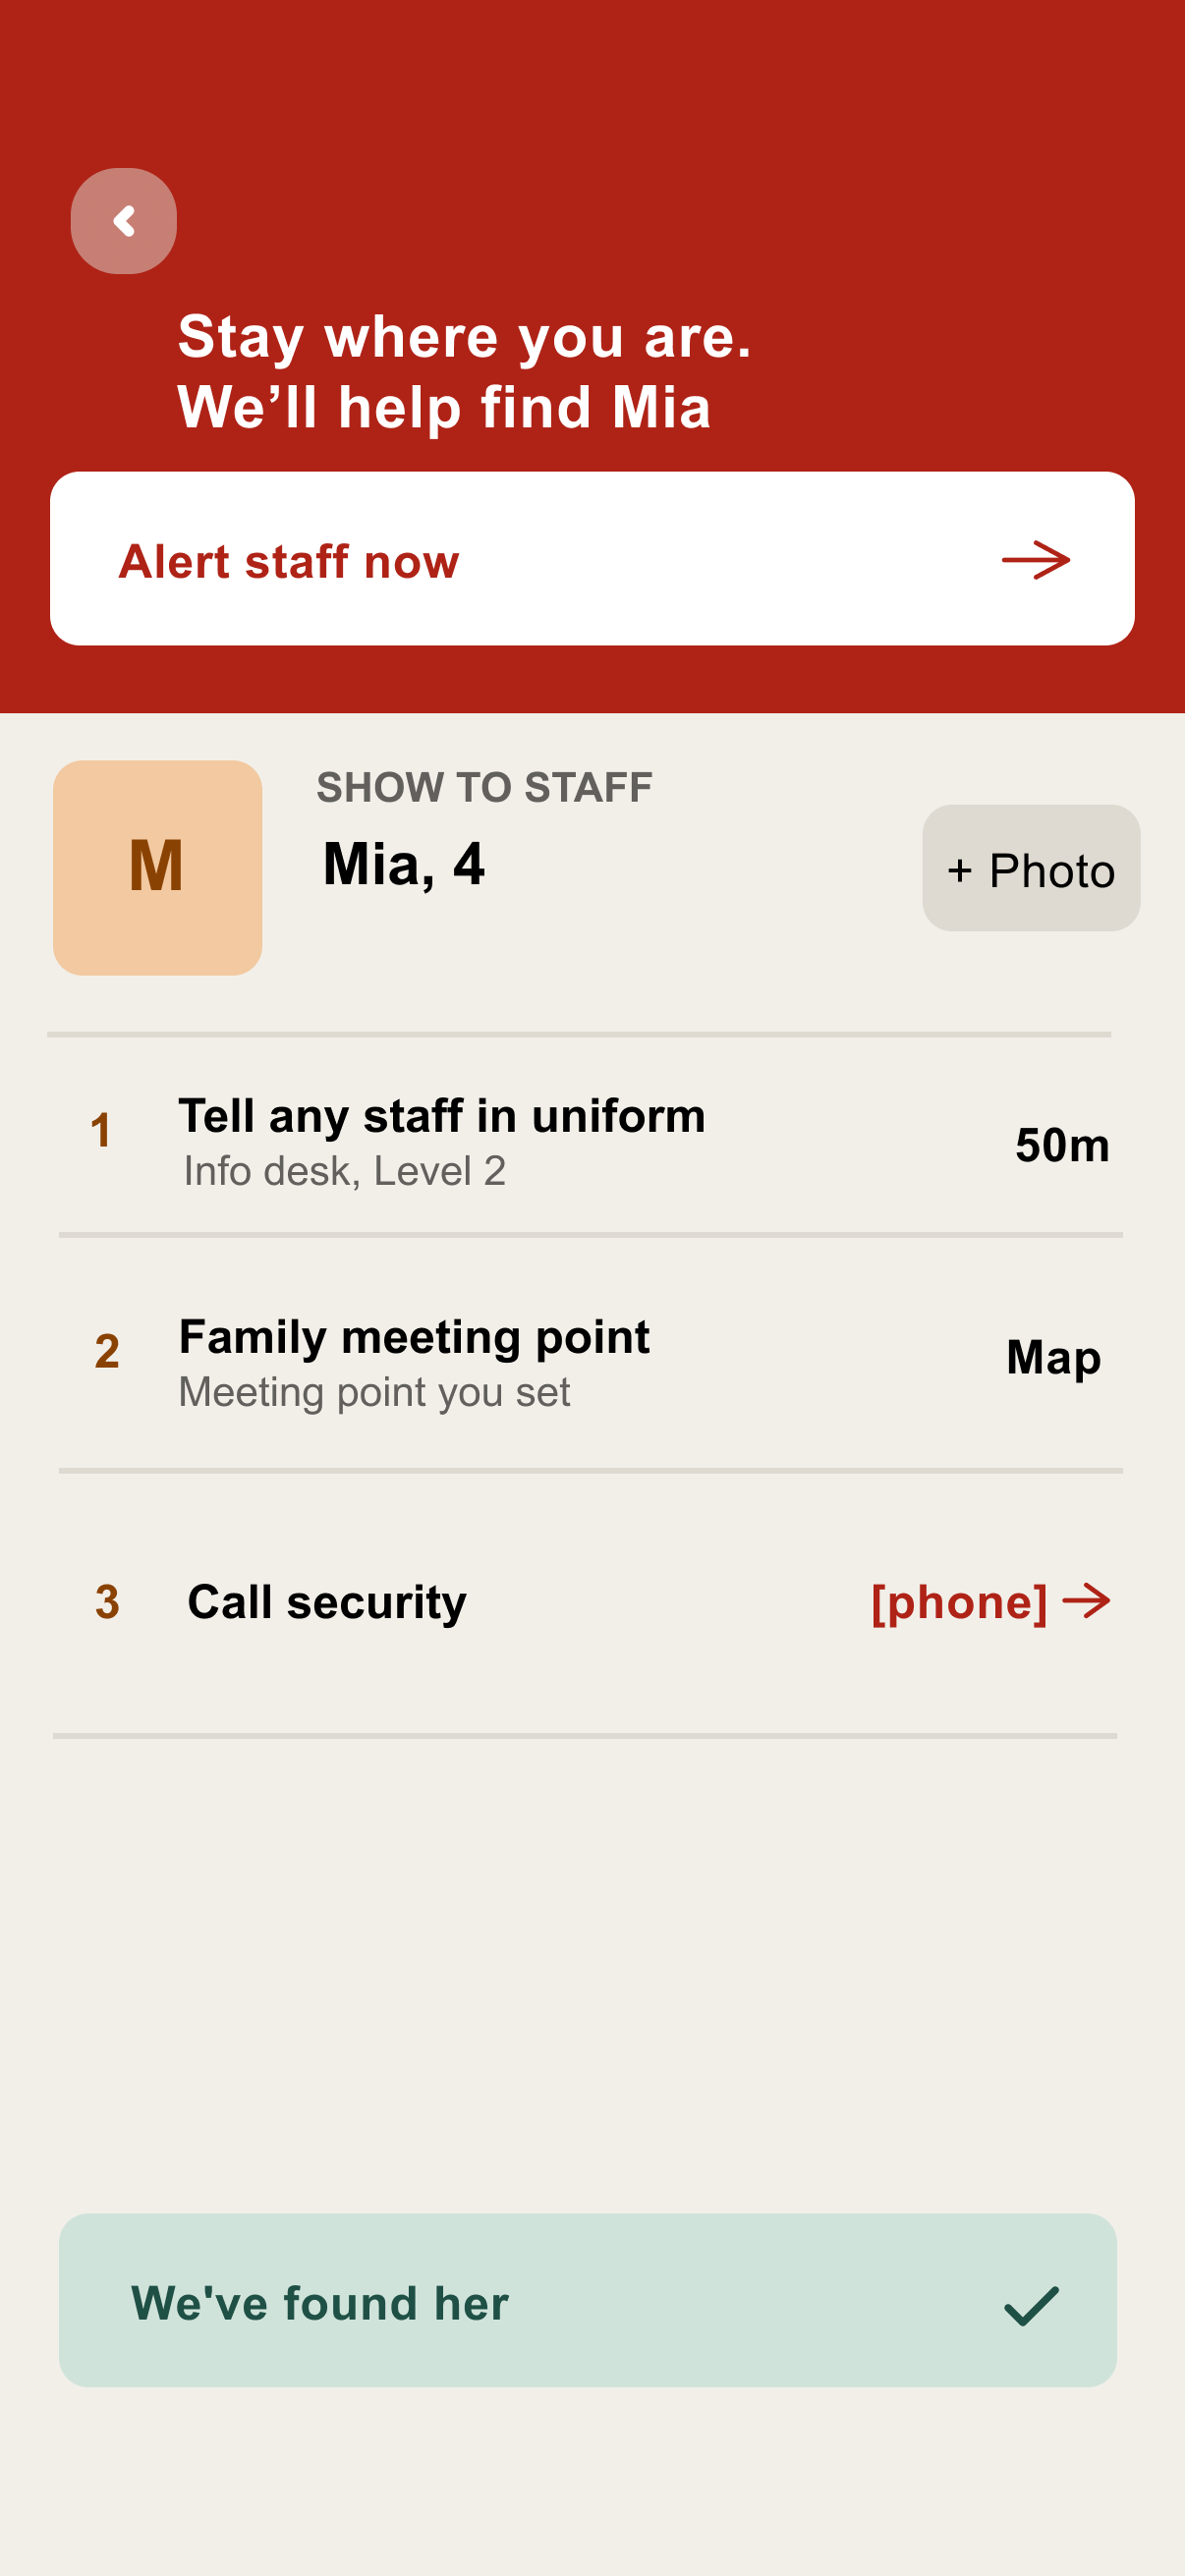 Stay where you are.
We’ll help find Mia
Alert staff now
SHOW TO STAFF
M
Mia, 4
+ Photo
1
Tell any staff in uniform
Info desk, Level 2
50m
2
Family meeting point
Meeting point you set
Map
3
Call security
[phone]
We've found her